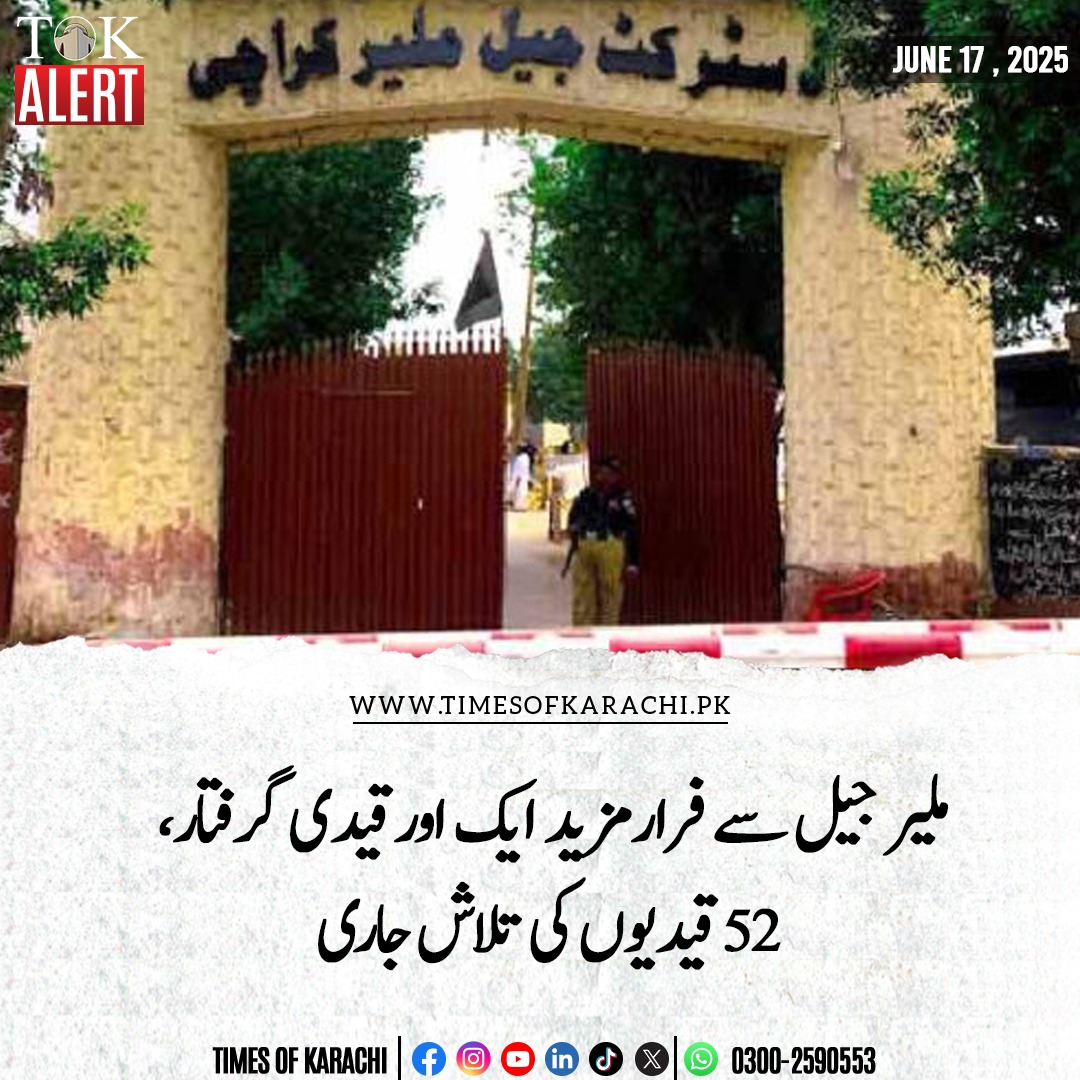 TOK
ALERT
JUNE 17 , 2025
ڈسٹرکٹ جیل ملیر کراچی
WWW.TIMESOFKARACHI.PK
ملیر جیل سے فرار مزید ایک اور قیدی گرفتار،
52 قیدیوں کی تلاش جاری
TIMES OF KARACHI
0300-2590553